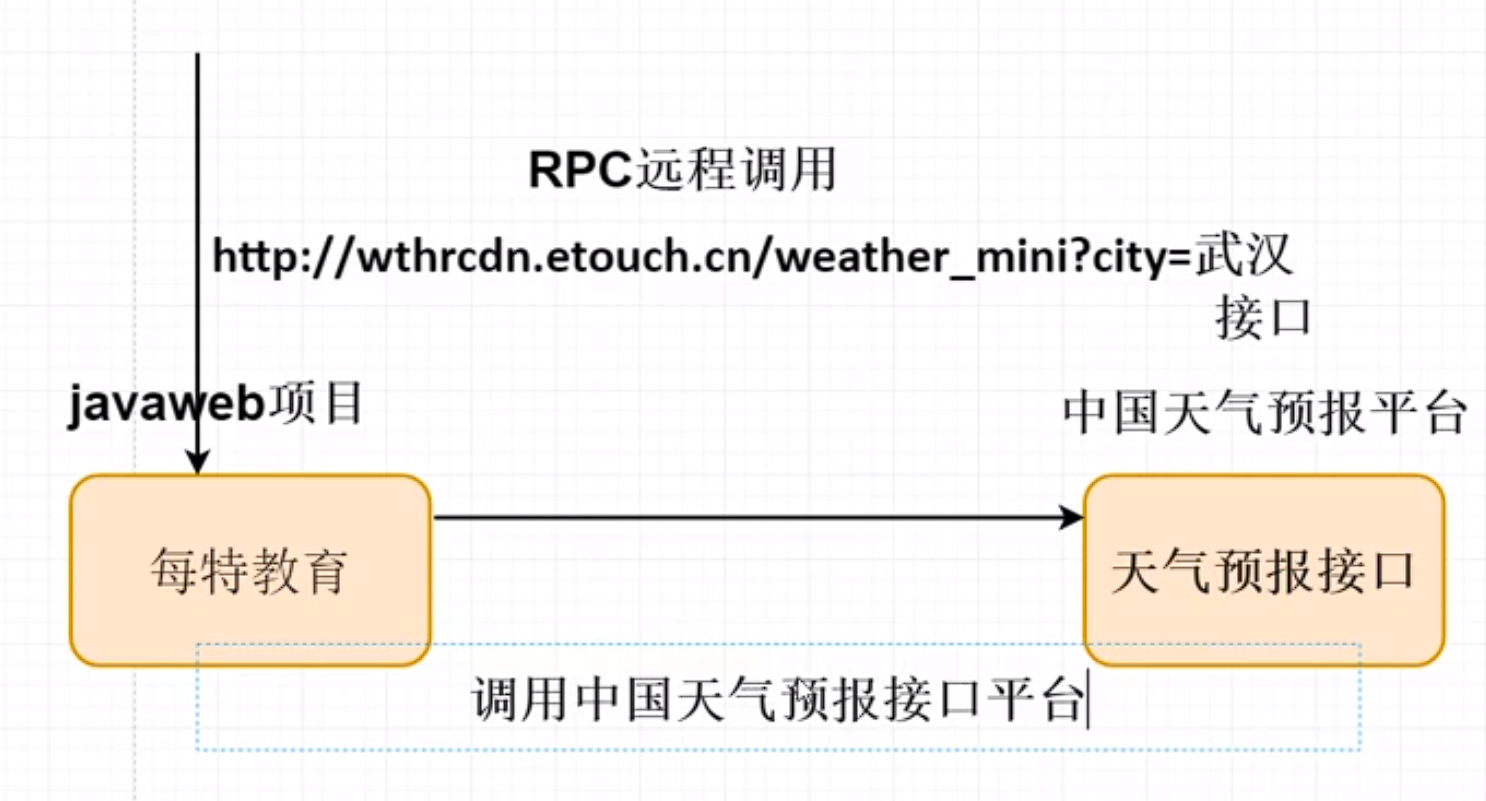 RPC远程调用
http://wthrcdn.etouch.cn/weather_mini?city=武汉
接口
javaweb项目
中国天气预报平台
每特教育
天气预报接口
调用中国天气预报接口平台